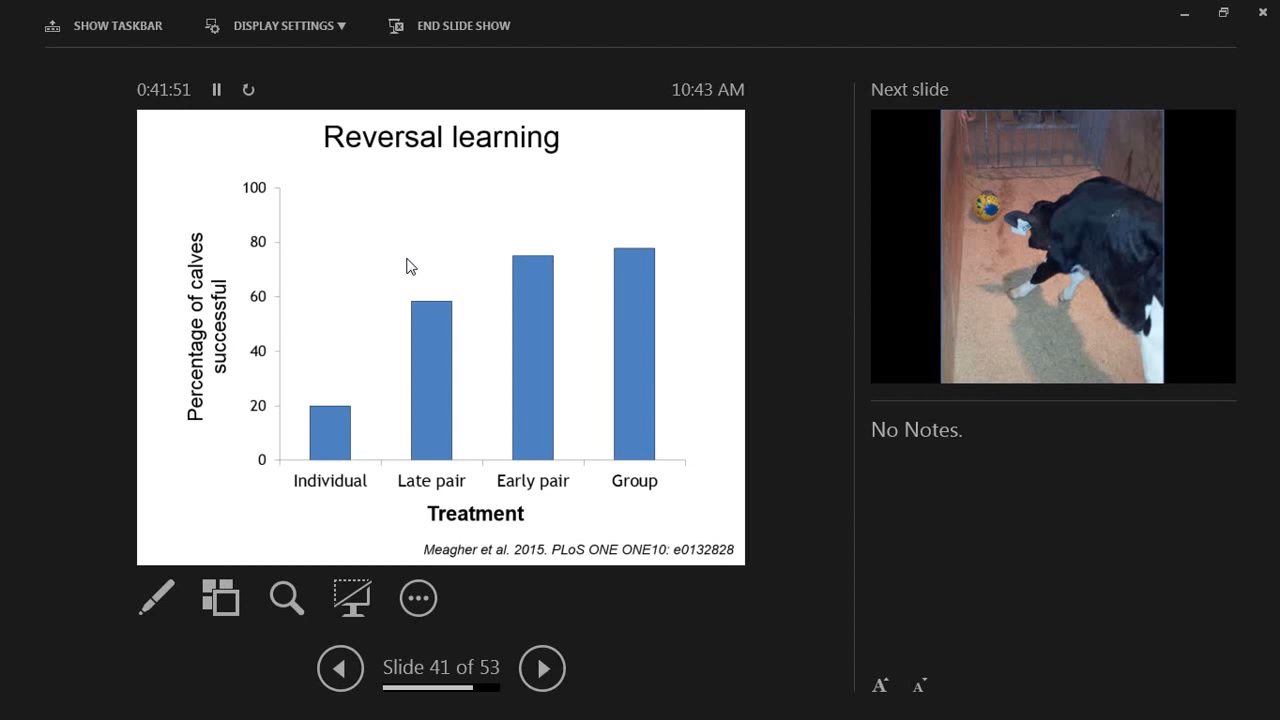 SHOW TASKBAR
DISPLAY SETTINGS ▼
END SLIDE SHOW
0:41:51
10:43 AM
Next slide
Reversal learning
Percentage of calves
successful
100
80
60
40
20
0
Individual
Late pair
Early pair
Group
Treatment
Meagher et al. 2015. PLoS ONE ONE10: e0132828
No Notes.
Slide 41 of 53
A A